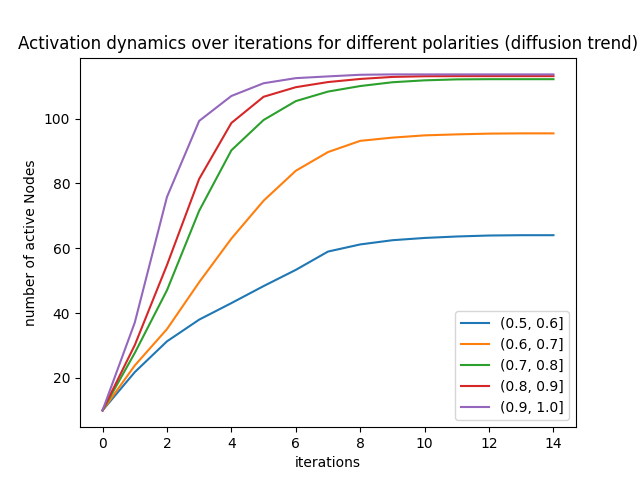 Activation dynamics over iterations for different polarities (diffusion trend)
number of active Nodes
100
80
60
40
20
0 2 4 6 8 10 12 14
iterations
(0.5, 0.6]
(0.6, 0.7]
(0.7, 0.8]
(0.8, 0.9]
(0.9, 1.0]